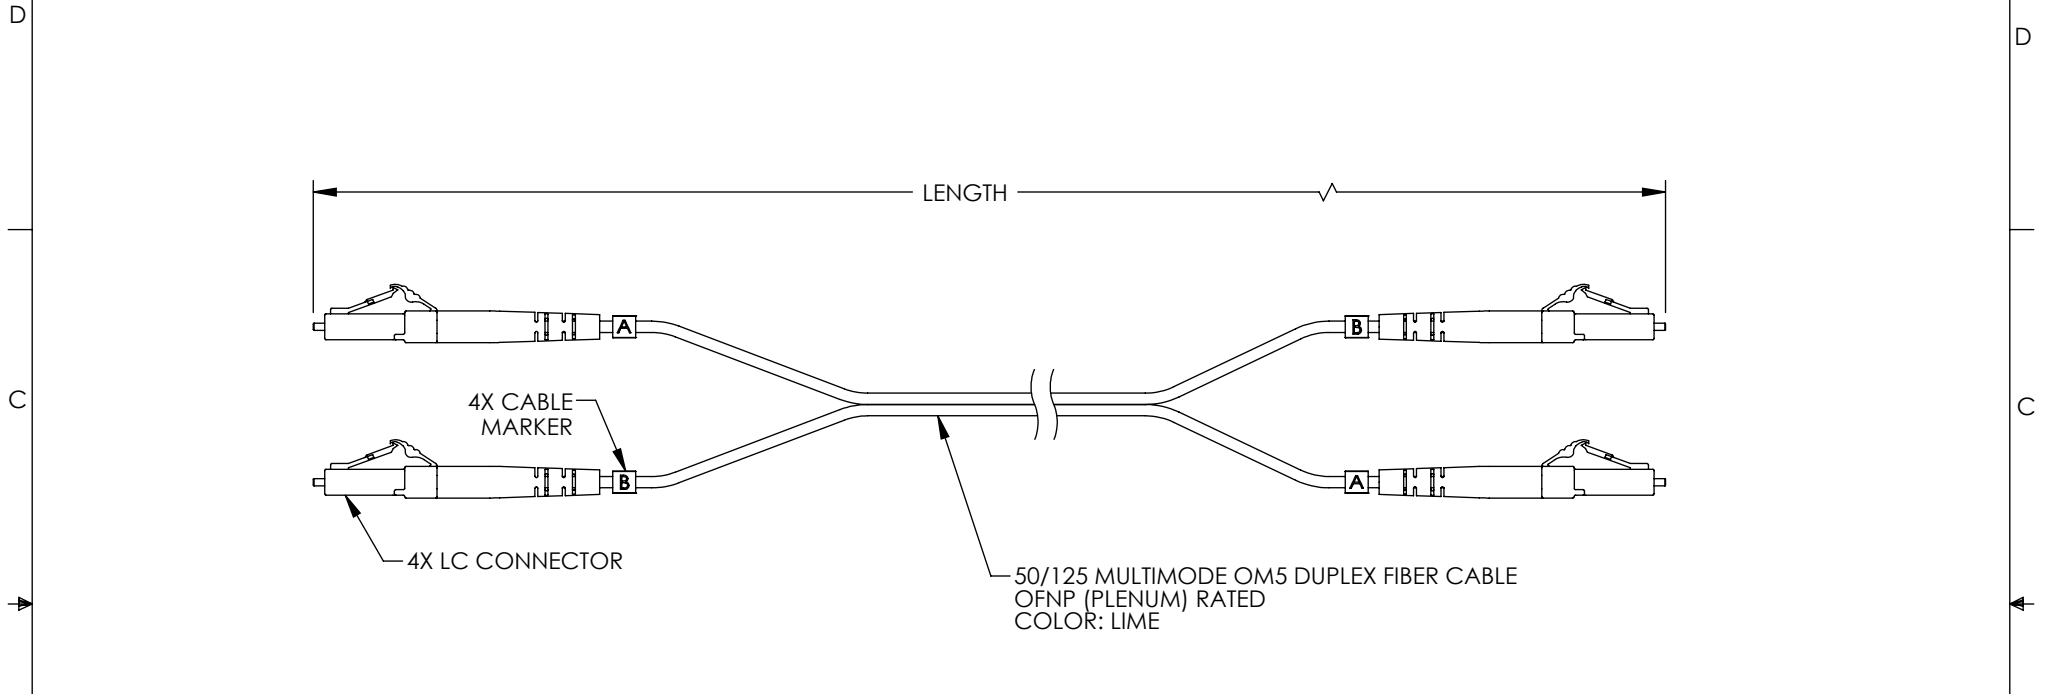 D
D
LENGTH
A
B
4X CABLE
MARKER
C
C
B
A
4X LC CONNECTOR
50/125 MULTIMODE OM5 DUPLEX FIBER CABLE
OFNP (PLENUM) RATED
COLOR: LIME